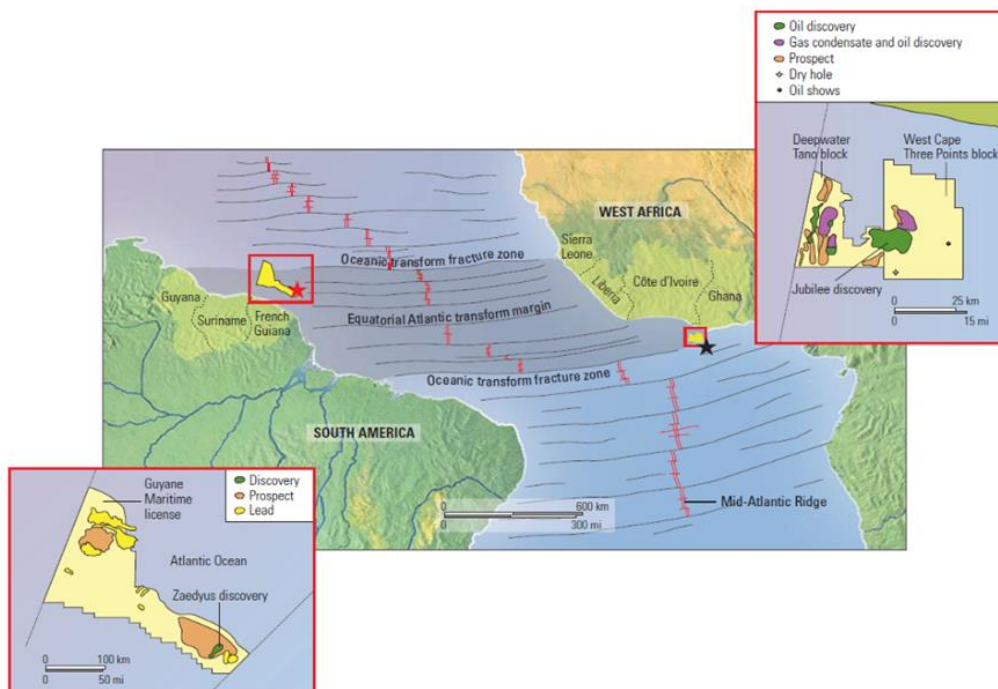 Oil discovery
Gas condensate and oil discovery
Prospect
Dry hole
Oil shows
Deepwater
Tano block
West Cape
Three Points block
Jubilee discovery
0 25 km
0 15 mi
WEST AFRICA
Sierra
Leone
Liberia
Côte d'Ivoire
Ghana
Oceanic transform fracture zone
Guyana
Suriname
French
Guiana
Equatorial Atlantic transform margin
Oceanic transform fracture zone
SOUTH AMERICA
0 600 km
0 300 mi
Mid-Atlantic Ridge
Guyane
Maritime
license
Discovery
Prospect
Lead
Atlantic Ocean
Zaedyus discovery
0 100 km
0 50 mi